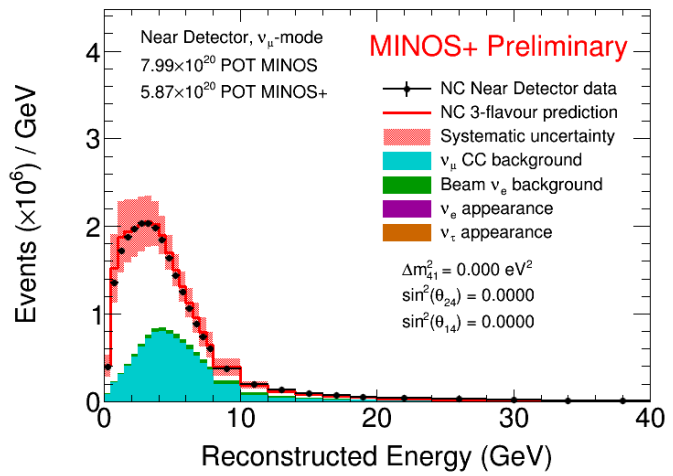 Near Detector, νμ-mode
7.99×10²⁰ POT MINOS
5.87×10²⁰ POT MINOS+
MINOS+ Preliminary
NC Near Detector data
NC 3-flavour prediction
Systematic uncertainty
νμ CC background
Beam νe background
νe appearance
ντ appearance
Δm²41 = 0.000 eV²
sin²(θ24) = 0.0000
sin²(θ14) = 0.0000
Events (×10⁶) / GeV
4
3
2
1
0
0 10 20 30 40
Reconstructed Energy (GeV)